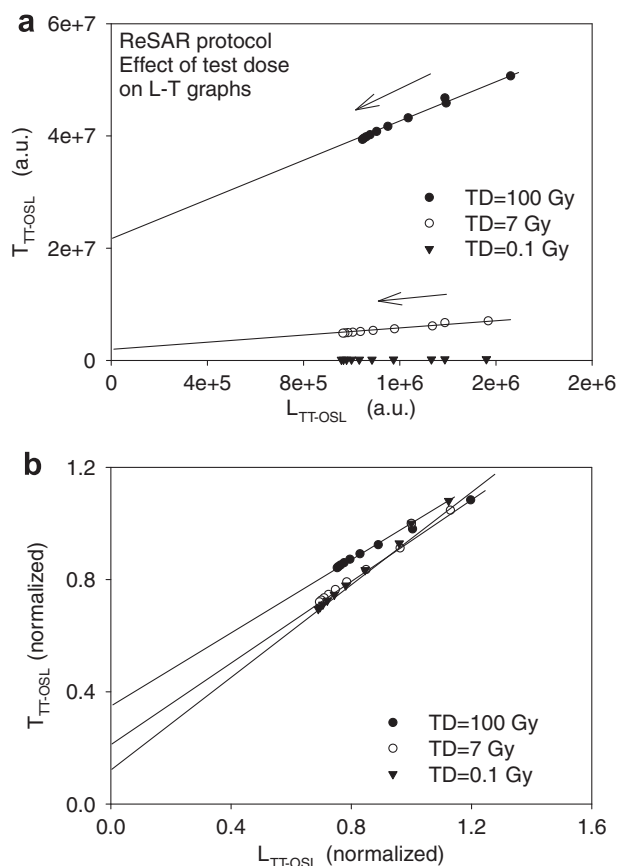 a
ReSAR protocol
Effect of test dose
on L-T graphs
6e+7
4e+7
2e+7
0
T_TT-OSL (a.u.)
TD=100 Gy
TD=7 Gy
TD=0.1 Gy
0 4e+5 8e+5 1e+6 2e+6 2e+6
L_TT-OSL (a.u.)
b
1.2
0.8
0.4
0.0
T_TT-OSL (normalized)
TD=100 Gy
TD=7 Gy
TD=0.1 Gy
0.0 0.4 0.8 1.2 1.6
L_TT-OSL (normalized)